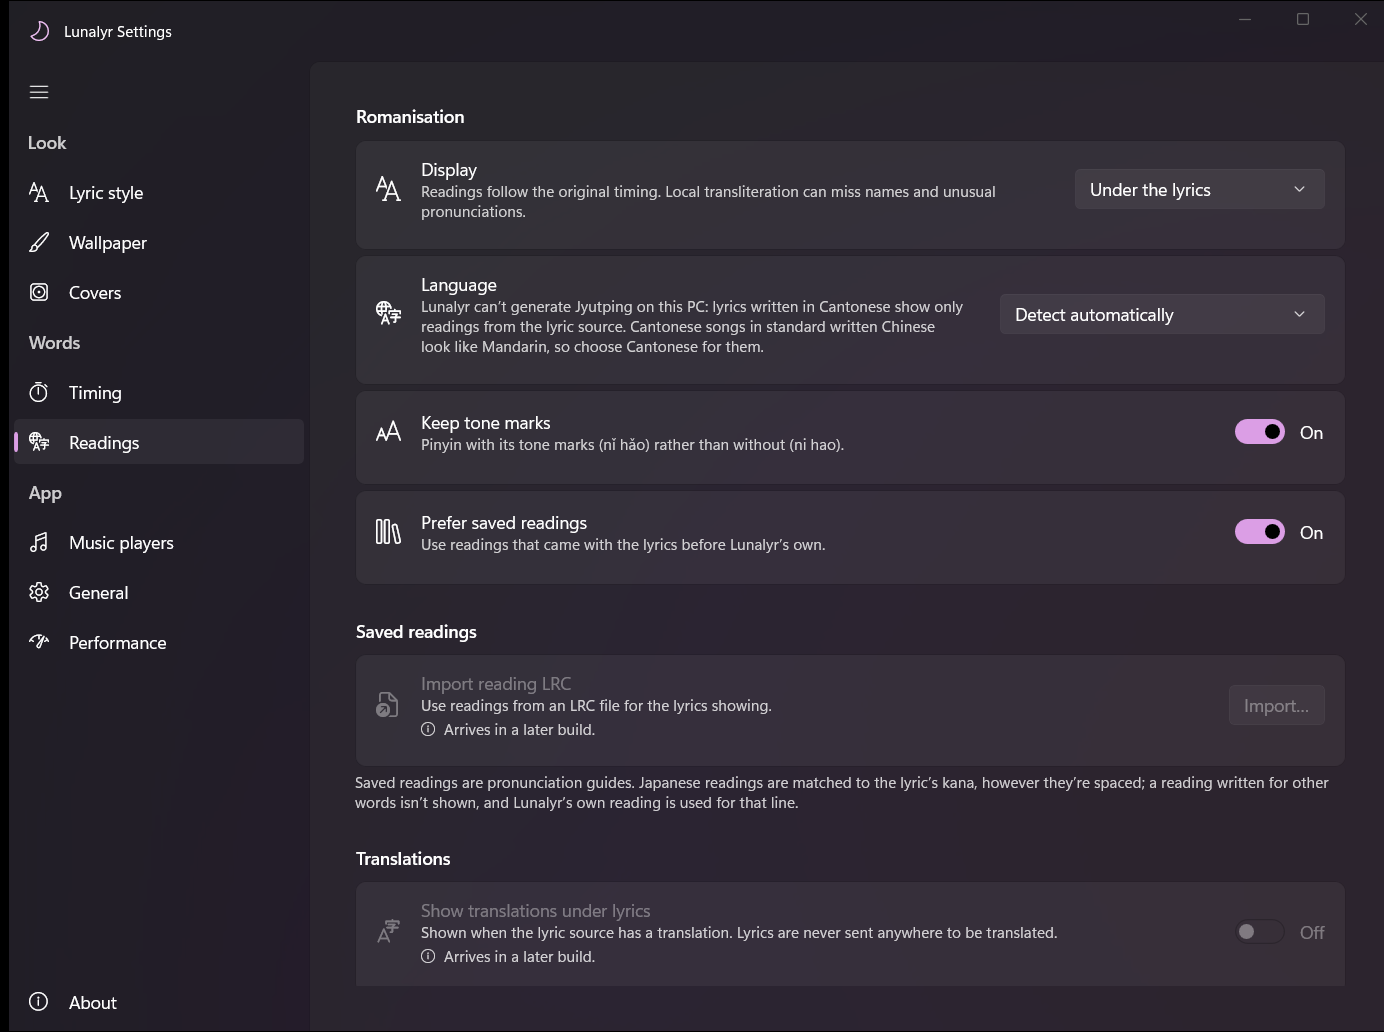 Lunalyr Settings
Look
Lyric style
Wallpaper
Covers
Words
Timing
Readings
App
Music players
General
Performance
About
Romanisation
Display
Readings follow the original timing. Local transliteration can miss names and unusual
pronunciations.
Under the lyrics
Language
Lunalyr can’t generate Jyutping on this PC: lyrics written in Cantonese show only
readings from the lyric source. Cantonese songs in standard written Chinese
look like Mandarin, so choose Cantonese for them.
Detect automatically
Keep tone marks
Pinyin with its tone marks (nǐ hǎo) rather than without (ni hao).
On
Prefer saved readings
Use readings that came with the lyrics before Lunalyr’s own.
On
Saved readings
Import reading LRC
Use readings from an LRC file for the lyrics showing.
Arrives in a later build.
Import...
Saved readings are pronunciation guides. Japanese readings are matched to the lyric’s kana, however they’re spaced; a reading written for other
words isn’t shown, and Lunalyr’s own reading is used for that line.
Translations
Show translations under lyrics
Shown when the lyric source has a translation. Lyrics are never sent anywhere to be translated.
Arrives in a later build.
Off